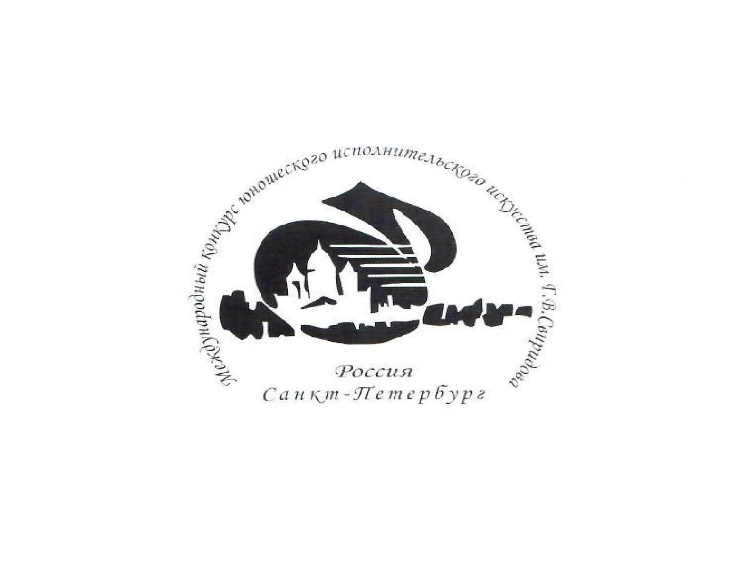 Международный конкурс юношеского исполнительского искусства им. Г.В.Свиридова
Россия
Санкт-Петербург